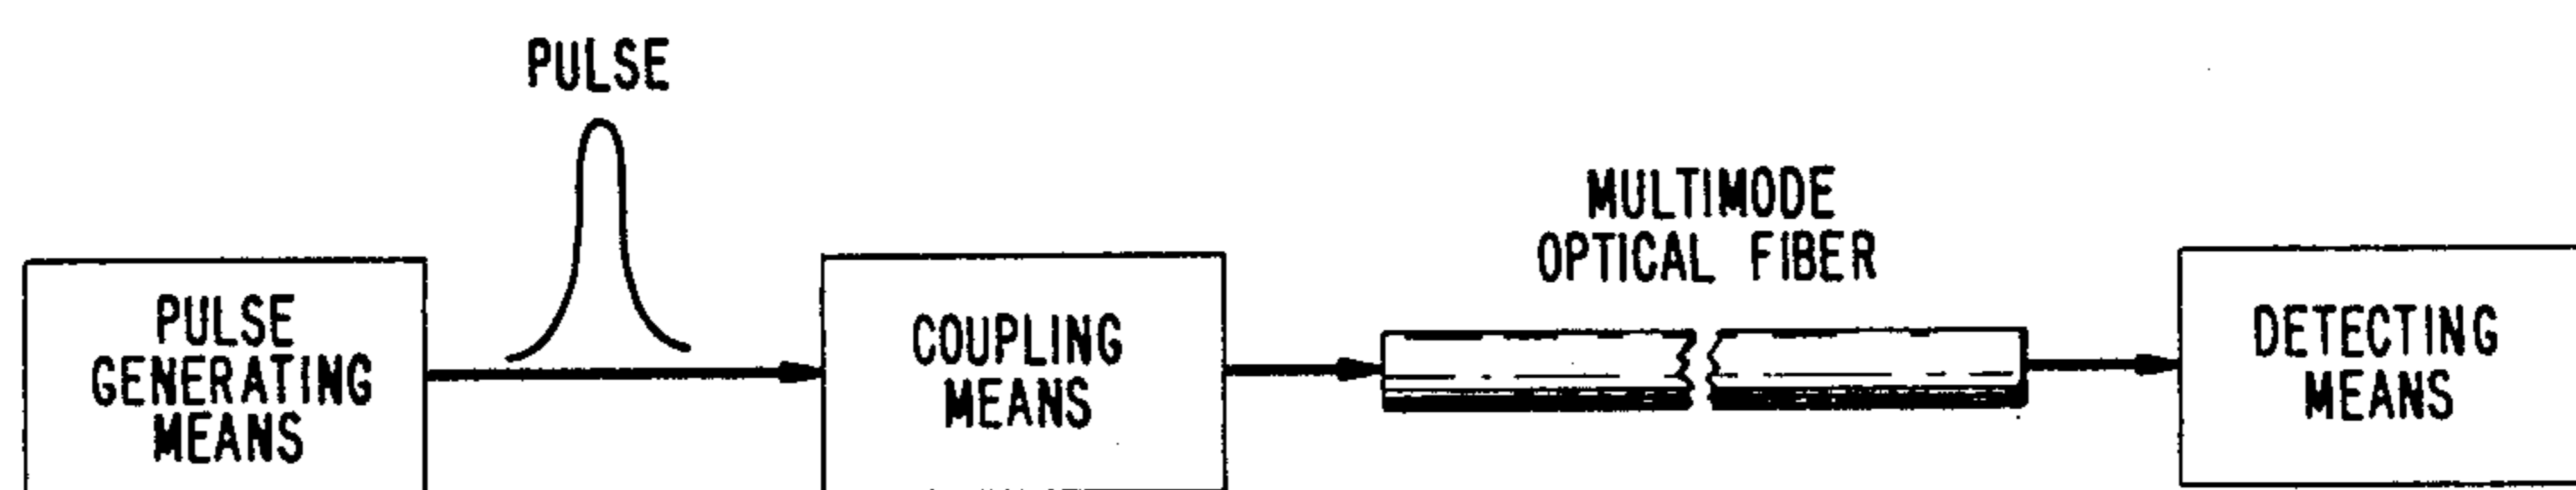 PULSE
MULTIMODE
OPTICAL FIBER
PULSE
GENERATING
MEANS
COUPLING
MEANS
DETECTING
MEANS